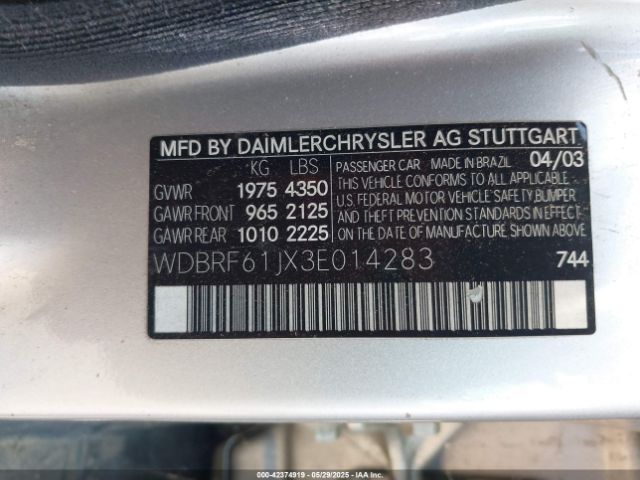 MFD BY DAIMLERCHRYSLER AG STUTTGART
KG LBS
GVWR 1975 4350
GAWR FRONT 965 2125
GAWR REAR 1010 2225
PASSENGER CAR MADE IN BRAZIL 04/03
THIS VEHICLE CONFORMS TO ALL APPLICABLE
U.S. FEDERAL MOTOR VEHICLE SAFETY, BUMPER
AND THEFT PREVENTION STANDARDS IN EFFECT
ON THE DATE OF MANUFACTURE SHOWN ABOVE.
WDBRF61JX3E014283 744
000-42374919 - 05/29/2025 - IAAI